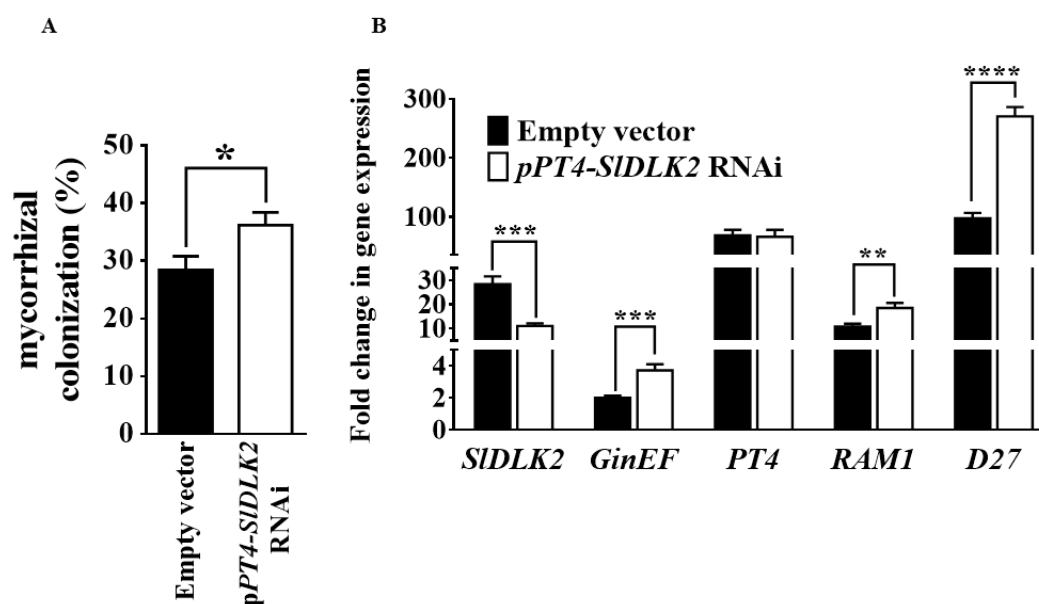 A
B
mycorrhizal
colonization (%)
50
40
30
20
30
0
*
Empty vector
pPT4-SlDLK2
RNAi
Fold change in gene expression
300
200
100
30
20
10
4
2
0
Empty vector
pPT4-SlDLK2 RNAi
***
***
**
****
SlDLK2
GinEF
PT4
RAM1
D27